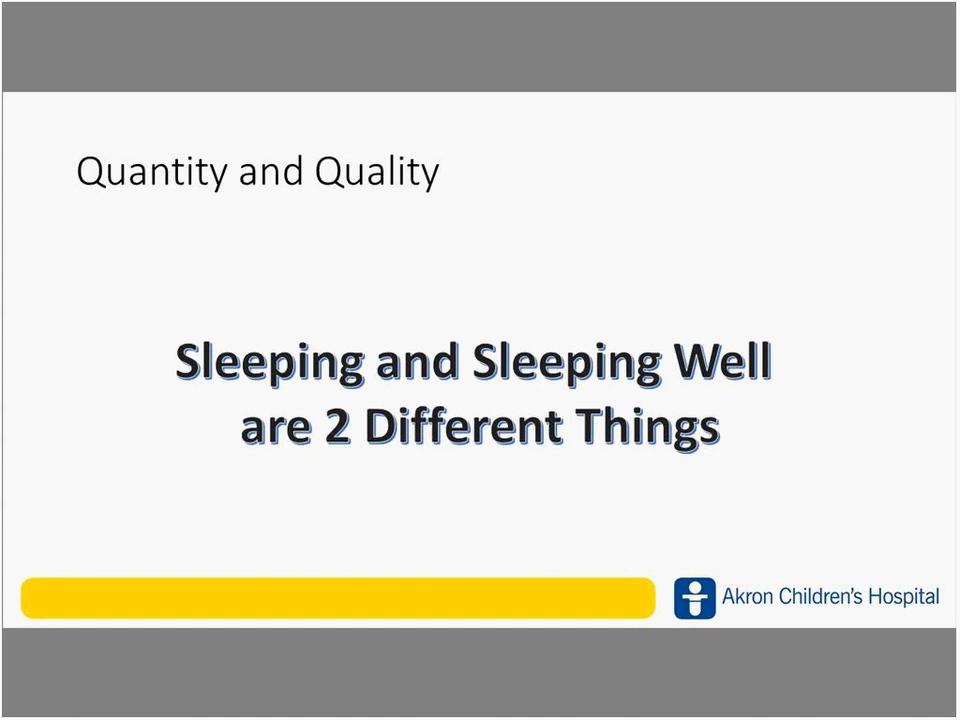 Quantity and Quality
Sleeping and Sleeping Well
are 2 Different Things
Akron Children's Hospital